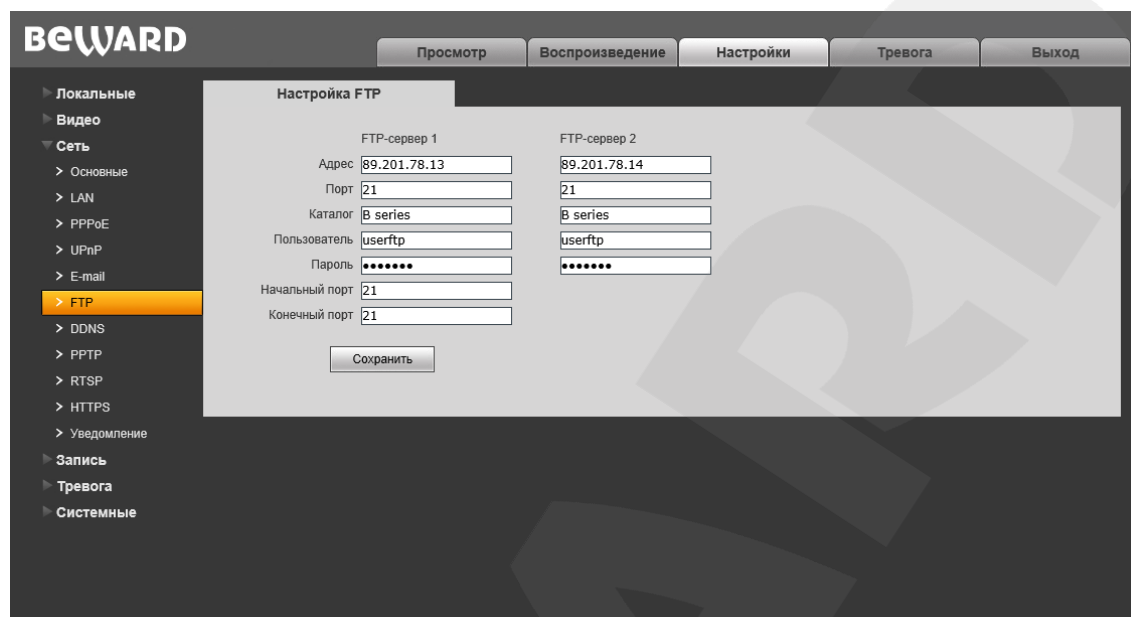 BEWARD
Просмотр Воспроизведение Настройки Тревога Выход
Локальные
Видео
Сеть
Основные
LAN
PPPoE
UPnP
E-mail
FTP
DDNS
PPTP
RTSP
HTTPS
Уведомление
Запись
Тревога
Системные
Настройка FTP
FTP-сервер 1 FTP-сервер 2
Адрес 89.201.78.13 89.201.78.14
Порт 21 21
Каталог B series B series
Пользователь userftp userftp
Пароль ••••••• •••••••
Начальный порт 21
Конечный порт 21
Сохранить